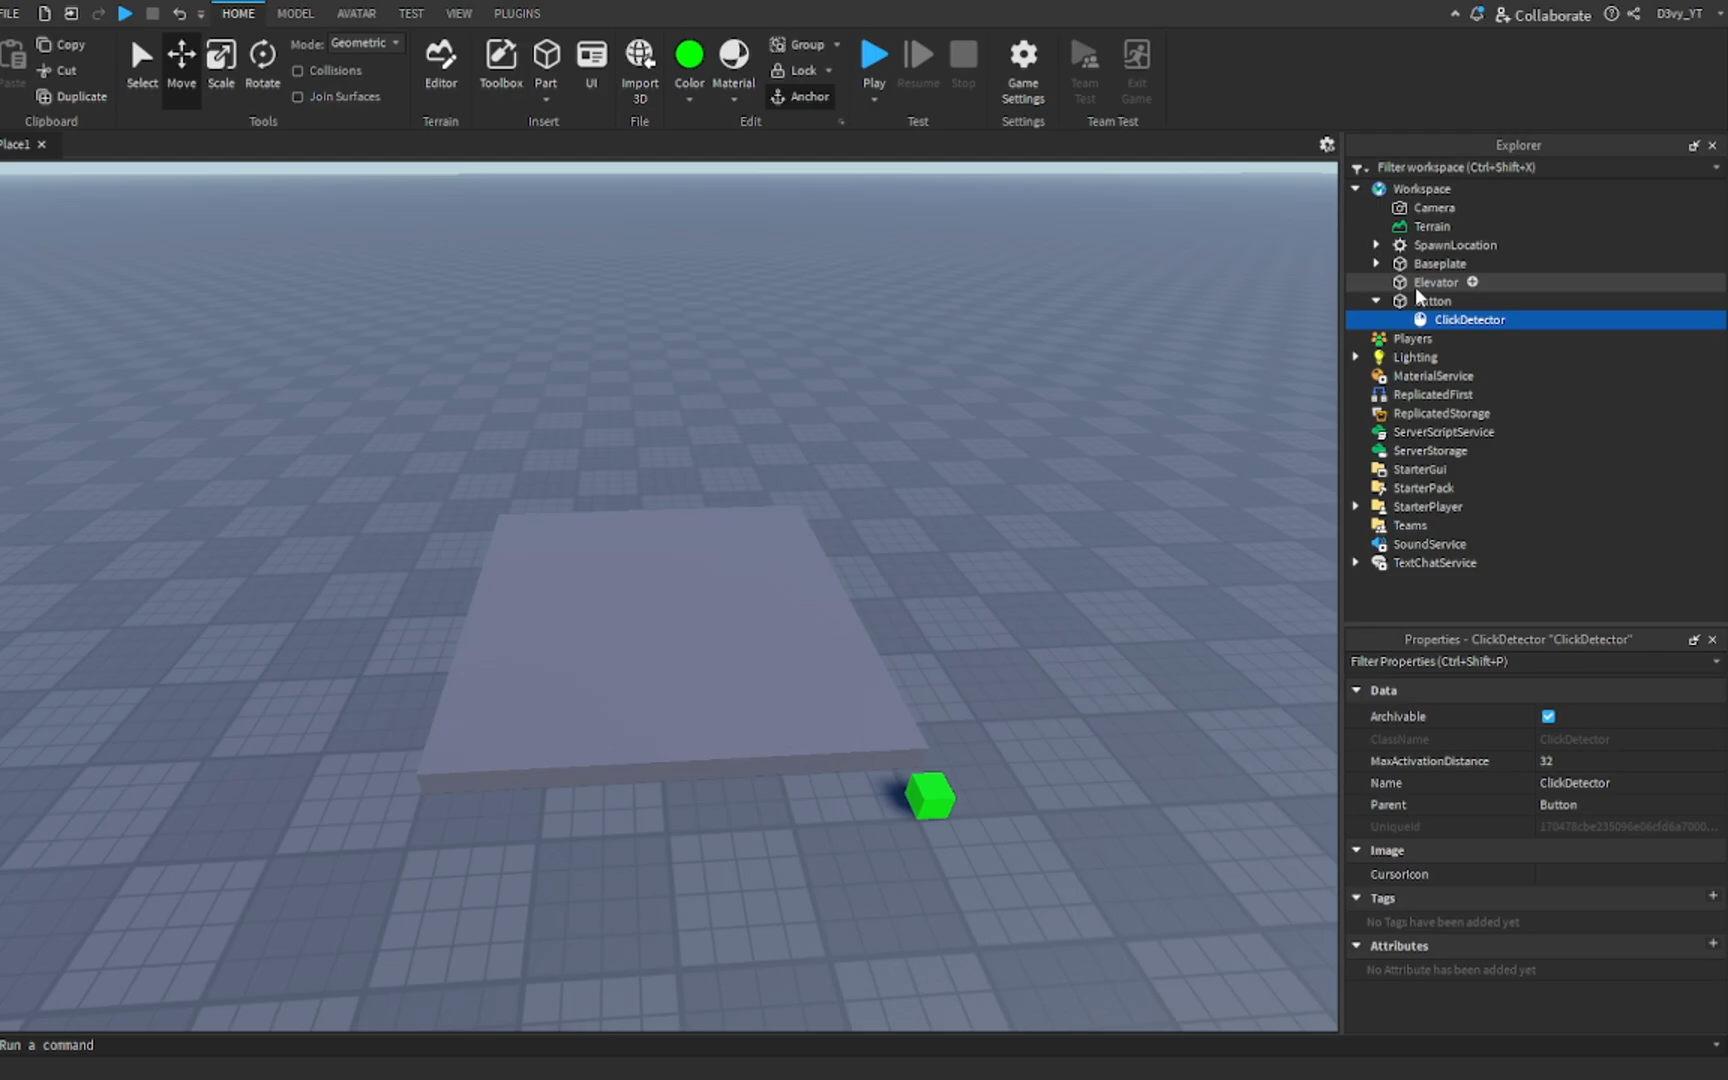 FILE HOME MODEL AVATAR TEST VIEW PLUGINS Collaborate D3vy_YT
Copy
Cut
Duplicate
Paste
Clipboard
Select Move Scale Rotate
Mode: Geometric
Collisions
Join Surfaces
Tools
Editor
Terrain
Toolbox Part UI
Insert
Import
3D
File
Color Material
Group
Lock
Anchor
Edit
Play Resume Stop
Test
Game
Settings
Settings
Team
Test
Exit
Game
Team Test
Place1
Explorer
Filter workspace (Ctrl+Shift+X)
Workspace
Camera
Terrain
SpawnLocation
Baseplate
Elevator
utton
ClickDetector
Players
Lighting
MaterialService
ReplicatedFirst
ReplicatedStorage
ServerScriptService
ServerStorage
StarterGui
StarterPack
StarterPlayer
Teams
SoundService
TextChatService
Properties - ClickDetector "ClickDetector"
Filter Properties (Ctrl+Shift+P)
Data
Archivable
ClassName ClickDetector
MaxActivationDistance 32
Name ClickDetector
Parent Button
UniqueId
Image
CursorIcon
Tags
No Tags have been added yet
Attributes
No Attribute has been added yet
Run a command